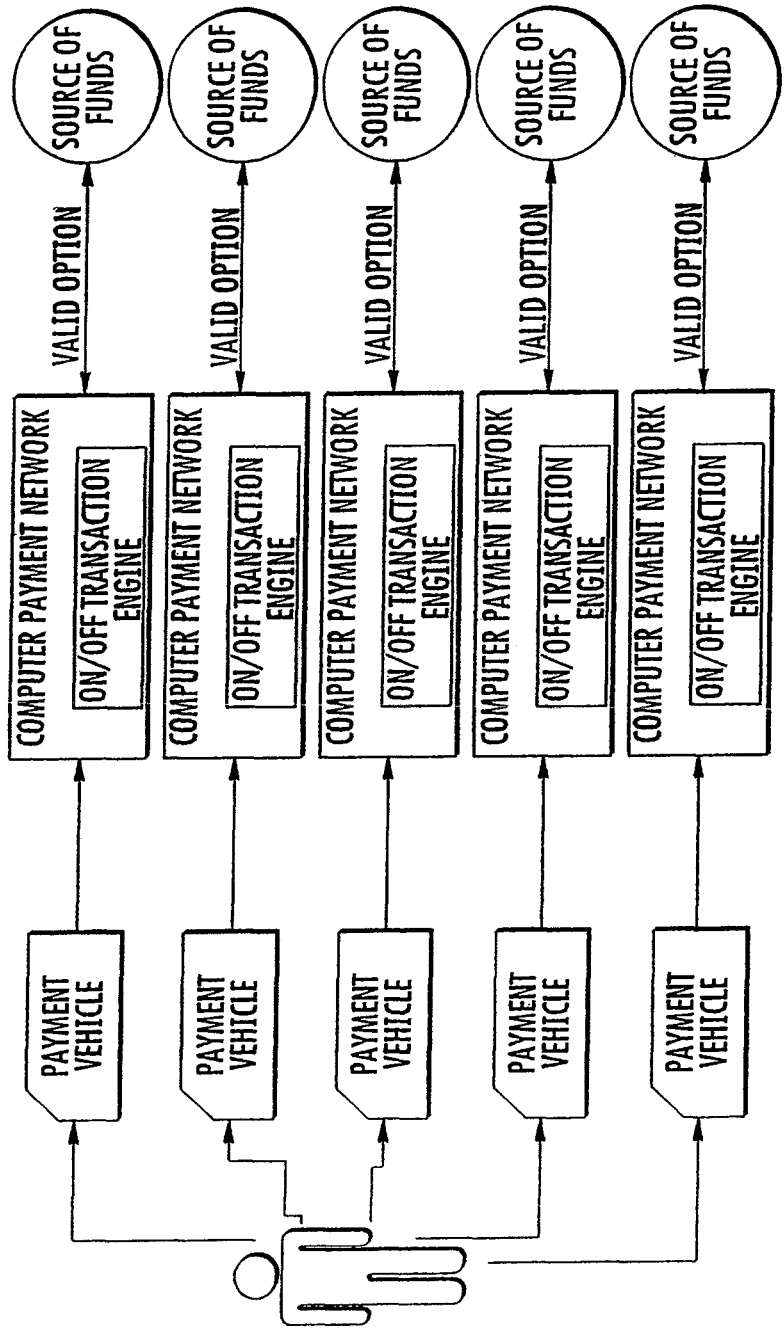 PAYMENT
VEHICLE
COMPUTER PAYMENT NETWORK
ON/OFF TRANSACTION
ENGINE
VALID OPTION
SOURCE OF
FUNDS
PAYMENT
VEHICLE
COMPUTER PAYMENT NETWORK
ON/OFF TRANSACTION
ENGINE
VALID OPTION
SOURCE OF
FUNDS
PAYMENT
VEHICLE
COMPUTER PAYMENT NETWORK
ON/OFF TRANSACTION
ENGINE
VALID OPTION
SOURCE OF
FUNDS
PAYMENT
VEHICLE
COMPUTER PAYMENT NETWORK
ON/OFF TRANSACTION
ENGINE
VALID OPTION
SOURCE OF
FUNDS
PAYMENT
VEHICLE
COMPUTER PAYMENT NETWORK
ON/OFF TRANSACTION
ENGINE
VALID OPTION
SOURCE OF
FUNDS